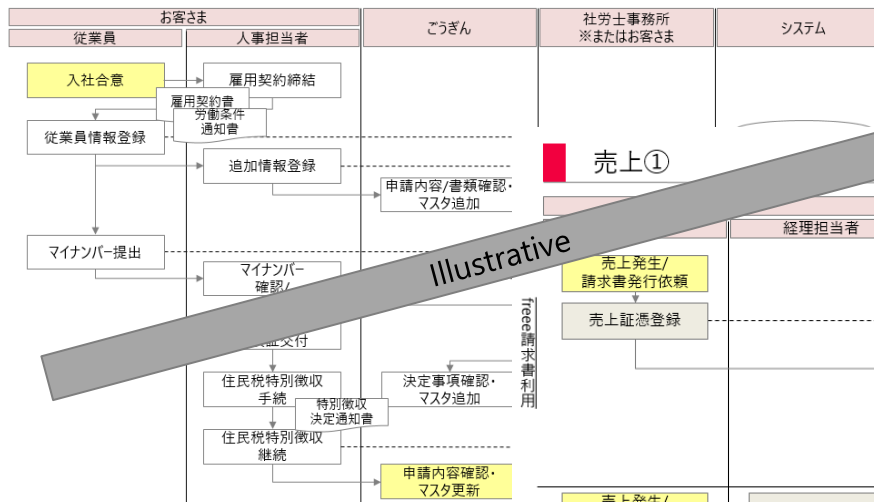 お客さま
従業員
人事担当者
ごうぎん
社労士事務所
※またはお客さま
システム
入社合意
雇用契約締結
雇用契約書
労働条件
通知書
従業員情報登録
追加情報登録
申請内容/書類確認・
マスタ追加
マイナンバー提出
マイナンバー
確認/
証交付
住民税特別徴収
手続
決定事項確認・
マスタ追加
特別徴収
決定通知書
住民税特別徴収
継続
申請内容確認・
マスタ更新
売上①
経理担当者
売上発生/
請求書発行依頼
売上証憑登録
freee請求書利用
売上発生/
Illustrative